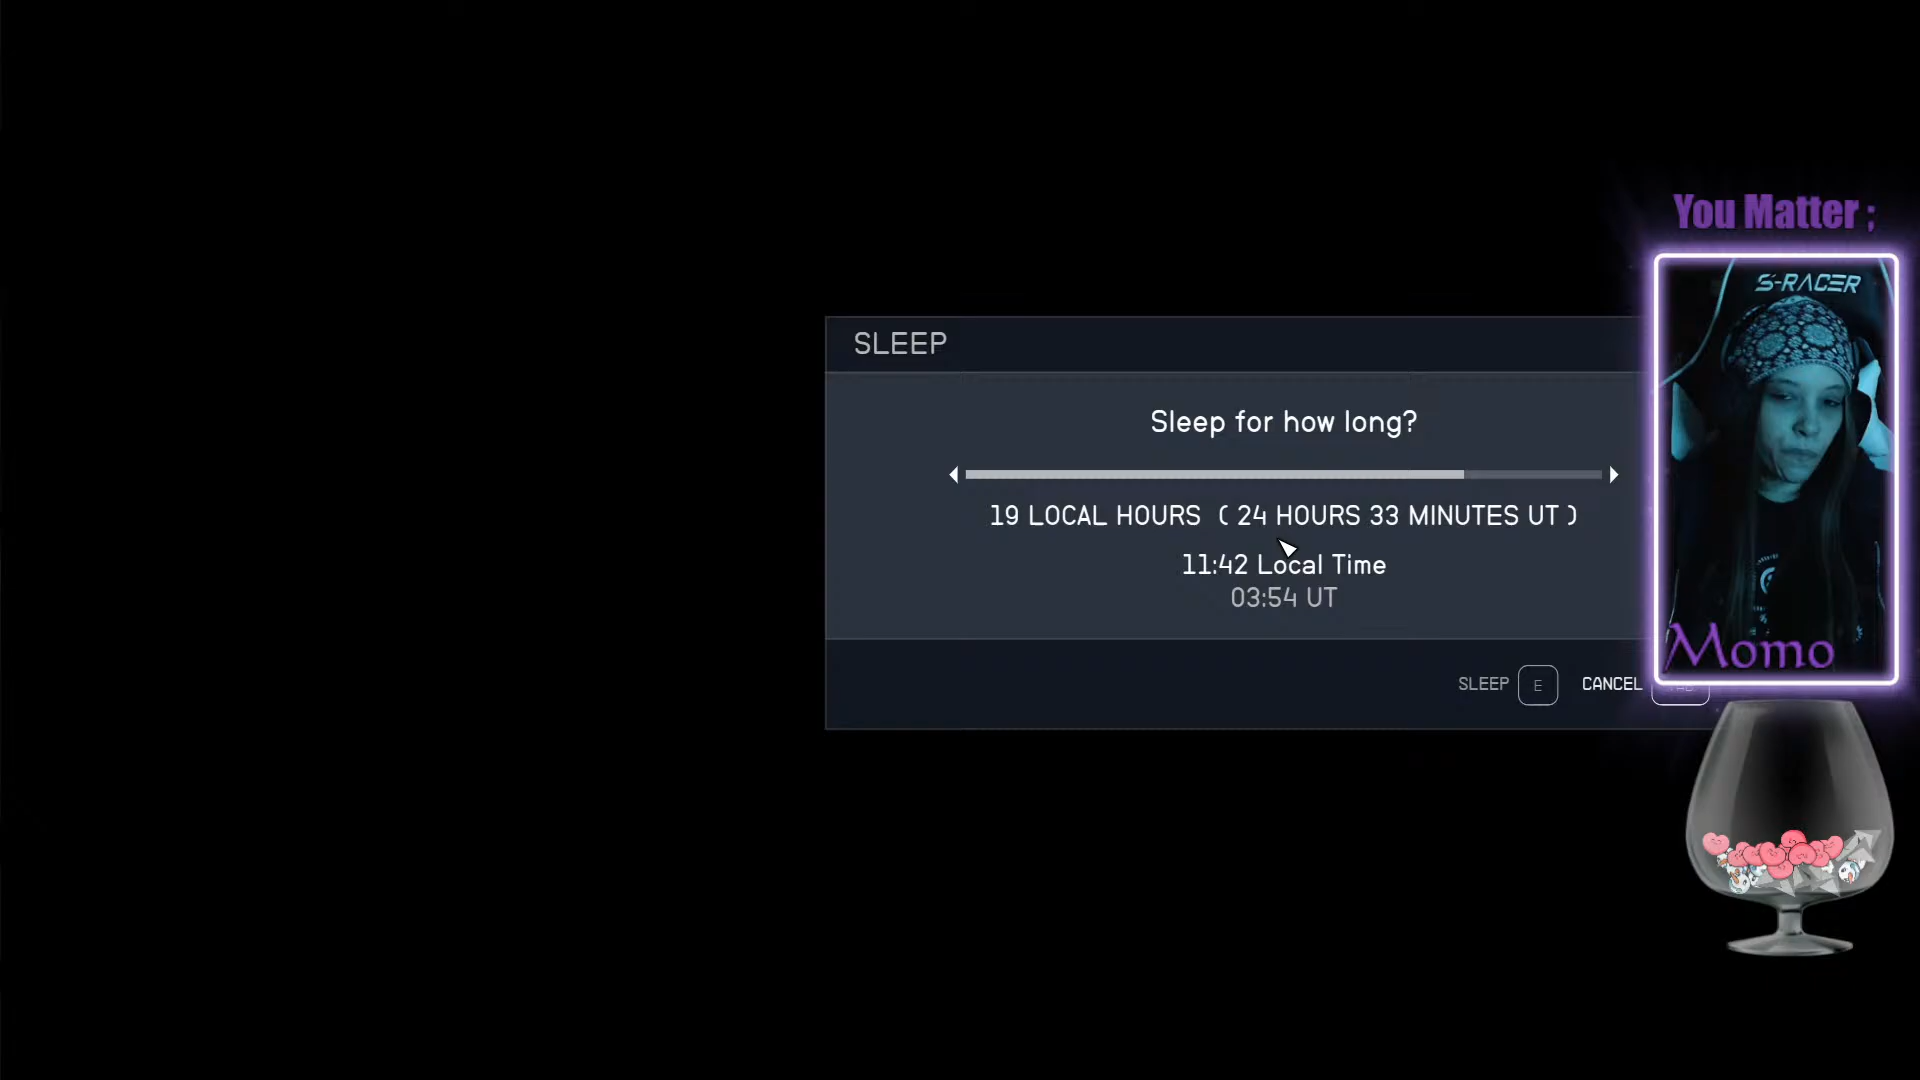 You Matter ;
S-RACER
SLEEP
Sleep for how long?
19 LOCAL HOURS ( 24 HOURS 33 MINUTES UT )
11:42 Local Time
03:54 UT
Momo
SLEEP E CANCEL